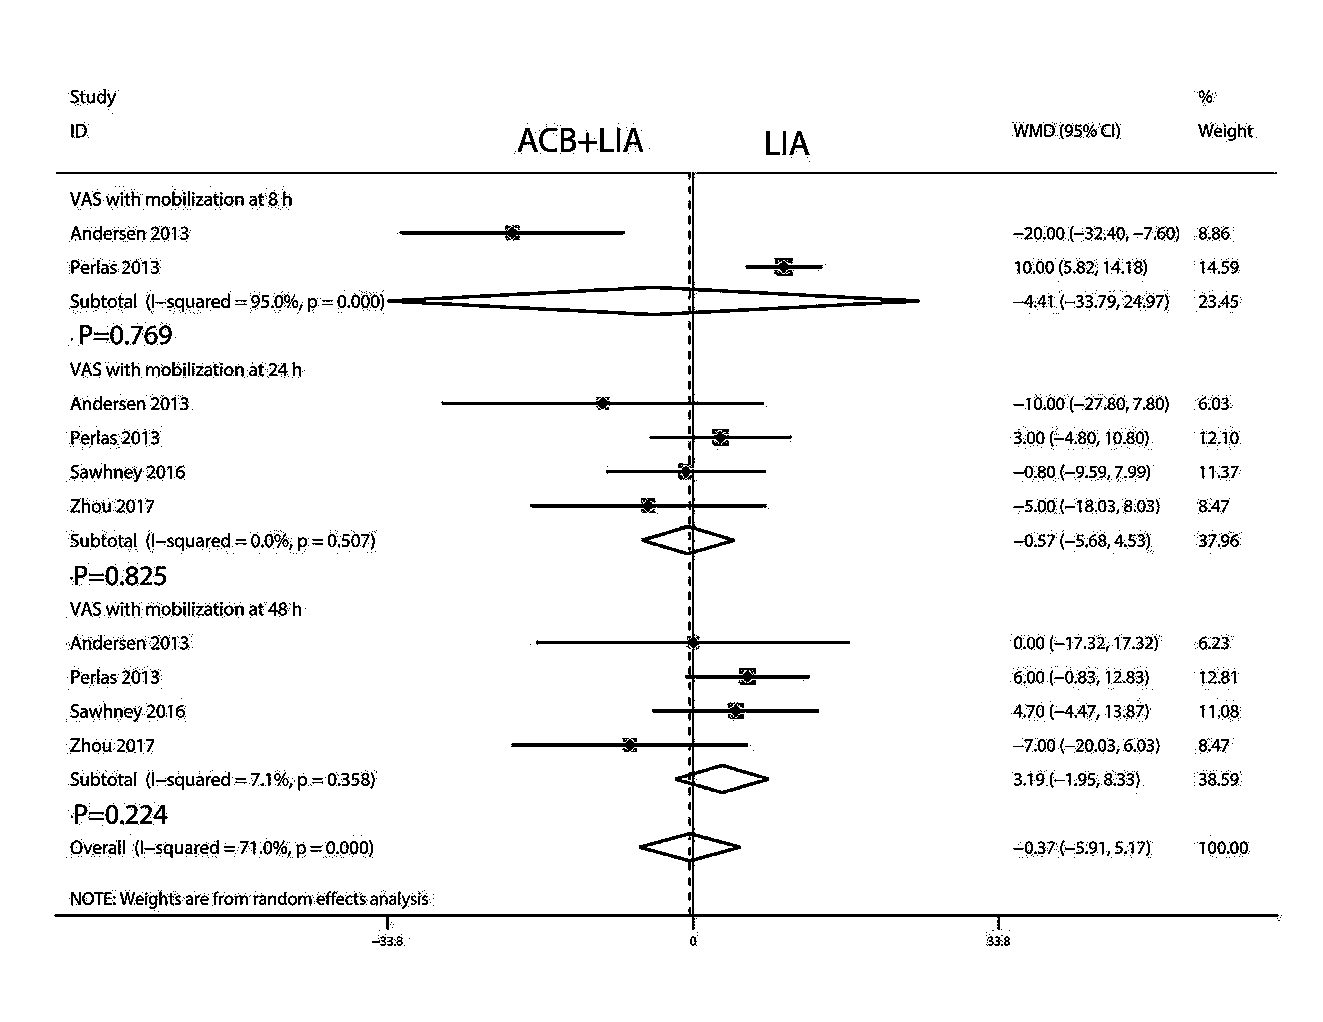 Study %
ID ACB+LIA LIA WMD (95% CI) Weight
VAS with mobilization at 8 h
Andersen 2013 −20.00 (−32.40, −7.60) 8.86
Perlas 2013 10.00 (5.82, 14.18) 14.59
Subtotal (I−squared = 95.0%, p = 0.000) −4.41 (−33.79, 24.97) 23.45
. P=0.769
VAS with mobilization at 24 h
Andersen 2013 −10.00 (−27.80, 7.80) 6.03
Perlas 2013 3.00 (−4.80, 10.80) 12.10
Sawhney 2016 −0.80 (−9.59, 7.99) 11.37
Zhou 2017 −5.00 (−18.03, 8.03) 8.47
Subtotal (I−squared = 0.0%, p = 0.507) −0.57 (−5.68, 4.53) 37.96
.P=0.825
VAS with mobilization at 48 h
Andersen 2013 0.00 (−17.32, 17.32) 6.23
Perlas 2013 6.00 (−0.83, 12.83) 12.81
Sawhney 2016 4.70 (−4.47, 13.87) 11.08
Zhou 2017 −7.00 (−20.03, 6.03) 8.47
Subtotal (I−squared = 7.1%, p = 0.358) 3.19 (−1.95, 8.33) 38.59
.P=0.224
Overall (I−squared = 71.0%, p = 0.000) −0.37 (−5.91, 5.17) 100.00
NOTE: Weights are from random effects analysis
−33.8 0 33.8